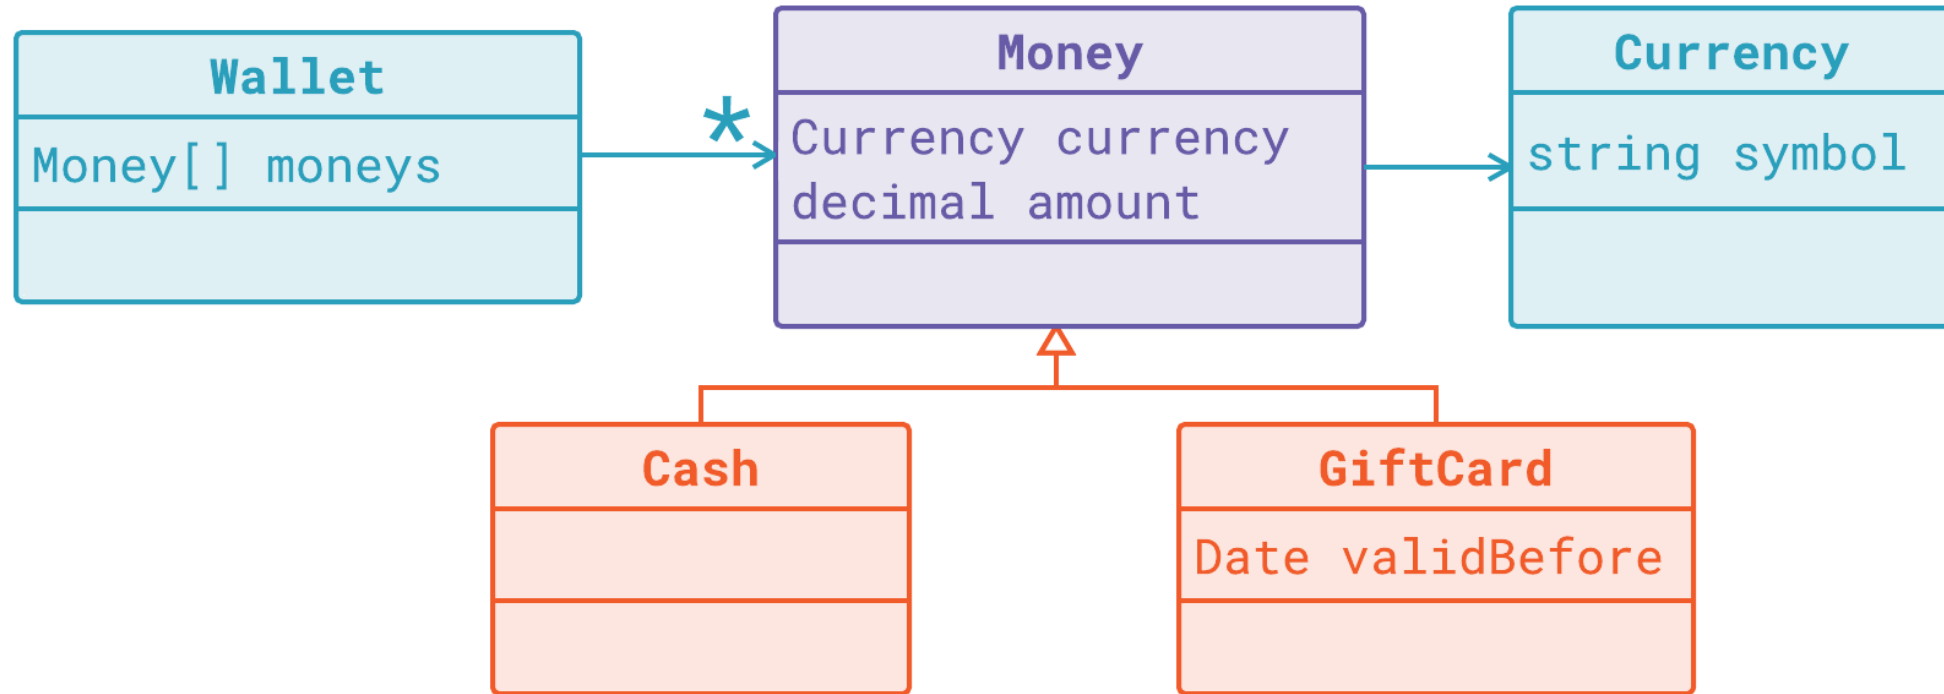 Wallet
Money[] moneys
*
Money
Currency currency
decimal amount
Currency
string symbol
Cash
GiftCard
Date validBefore